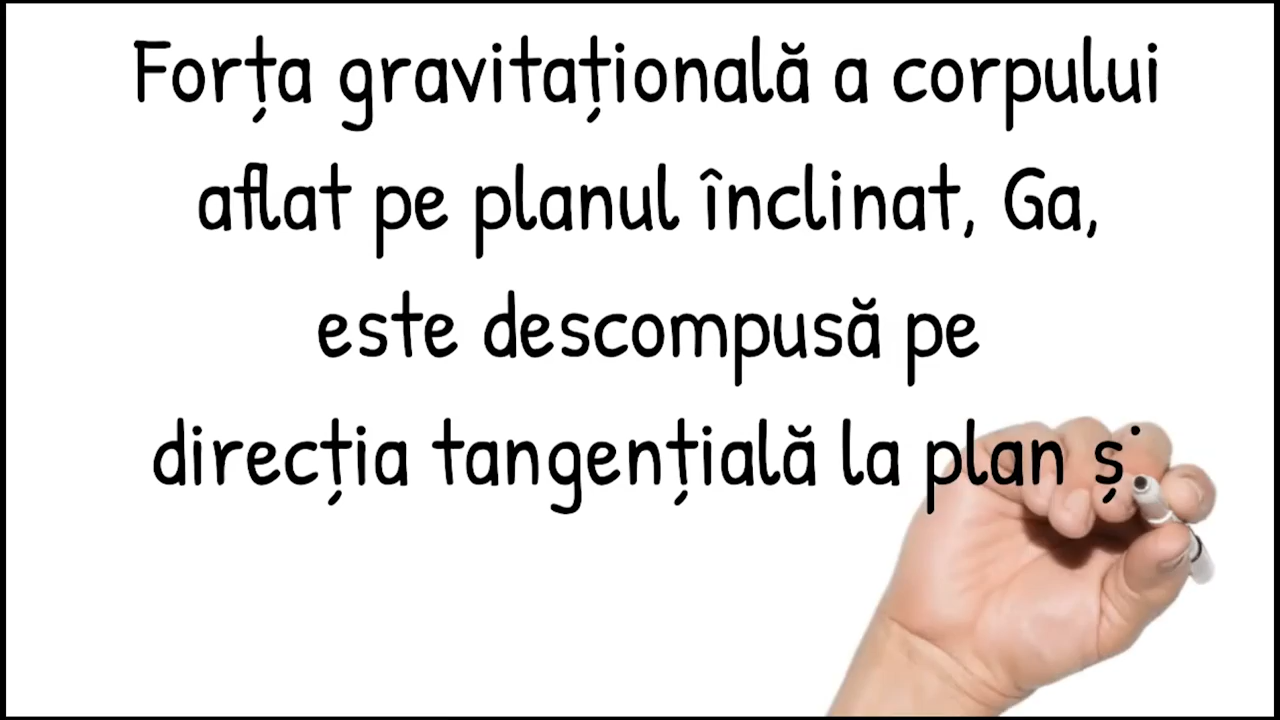 Forța gravitațională a corpului
aflat pe planul înclinat, Ga,
este descompusă pe
direcția tangențială la plan ș